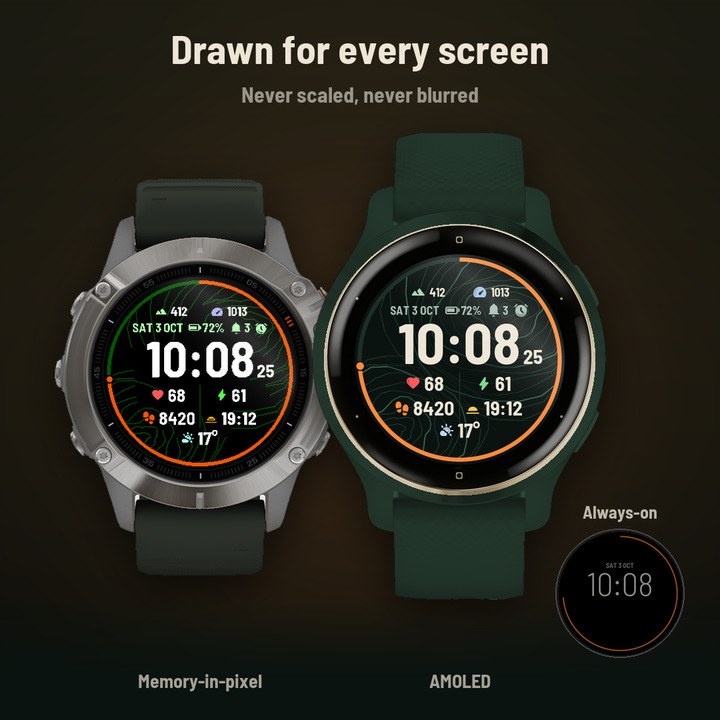 Drawn for every screen
Never scaled, never blurred
412 1013
SAT 3 OCT 72% 3
10:08 25
68 61
8420 19:12
17°
412 1013
SAT 3 OCT 72% 3
10:08 25
68 61
8420 19:12
17°
Always-on
SAT 3 OCT
10:08
Memory-in-pixel
AMOLED